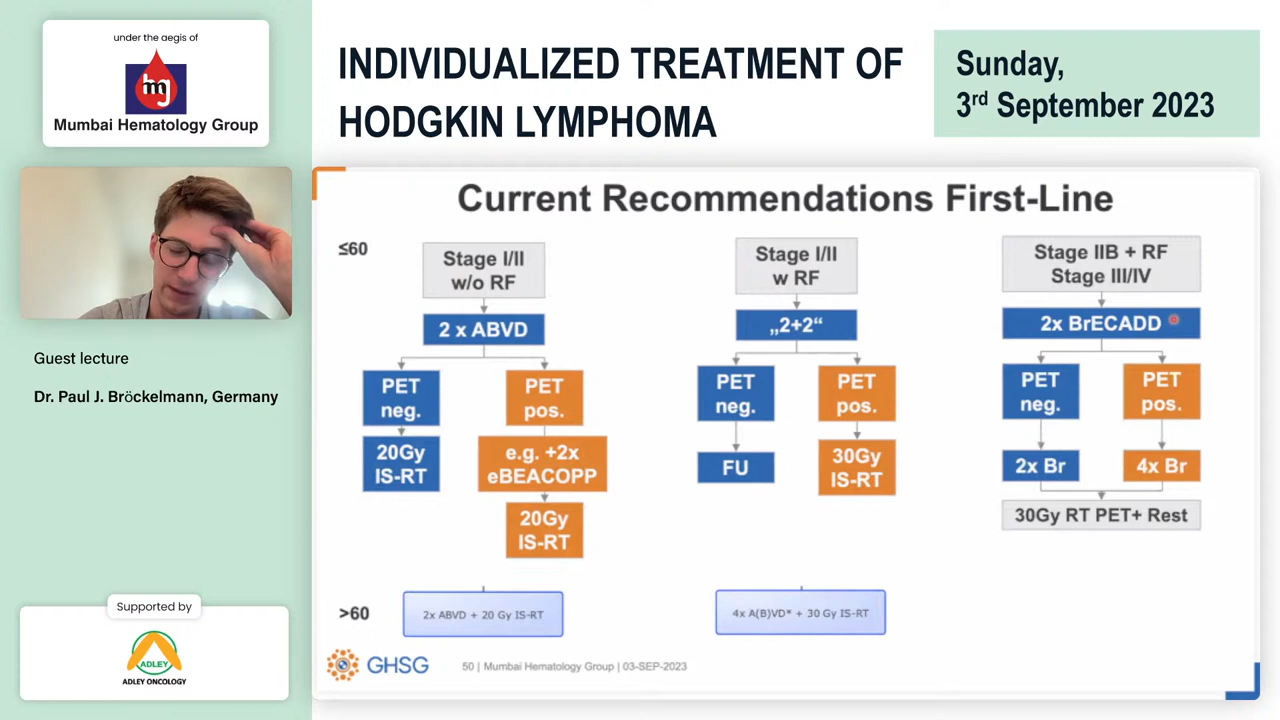 under the aegis of
hmg
Mumbai Hematology Group
INDIVIDUALIZED TREATMENT OF
HODGKIN LYMPHOMA
Sunday,
3rd September 2023
Guest lecture
Dr. Paul J. Bröckelmann, Germany
Supported by
ADLEY
ADLEY ONCOLOGY
Current Recommendations First-Line
≤60
Stage I/II
w/o RF
2 x ABVD
PET
neg.
20Gy
IS-RT
PET
pos.
e.g. +2x
eBEACOPP
20Gy
IS-RT
Stage I/II
w RF
„2+2“
PET
neg.
FU
PET
pos.
30Gy
IS-RT
Stage IIB + RF
Stage III/IV
2x BrECADD
PET
neg.
2x Br
PET
pos.
4x Br
30Gy RT PET+ Rest
>60
2x ABVD + 20 Gy IS-RT
4x A(B)VD* + 30 Gy IS-RT
GHSG
50 | Mumbai Hematology Group | 03-SEP-2023